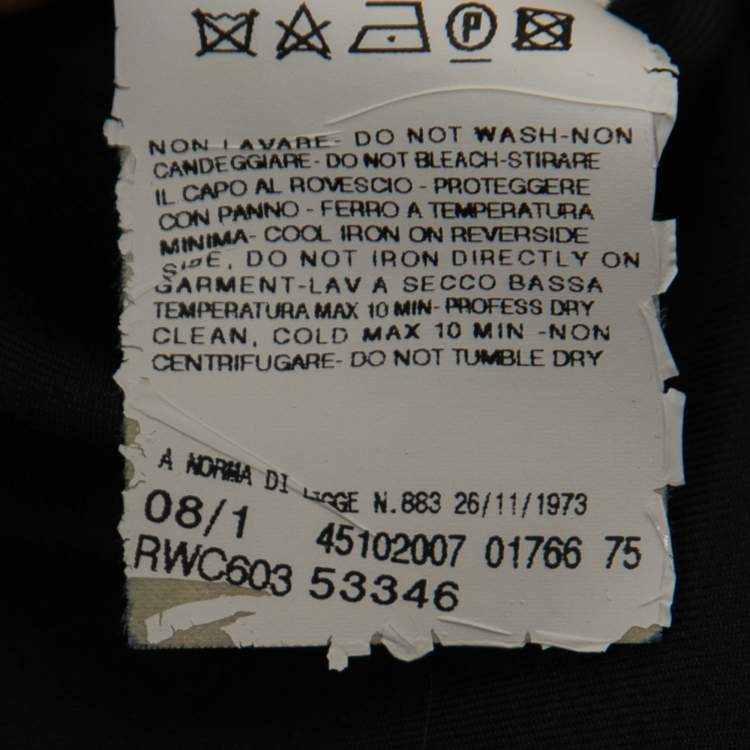 P
NON LAVARE- DO NOT WASH-NON
CANDEGGIARE- DO NOT BLEACH-STIRARE
IL CAPO AL ROVESCIO - PROTEGGERE
CON PANNO - FERRO A TEMPERATURA
MINIMA- COOL IRON ON REVERSIDE
SIDE, DO NOT IRON DIRECTLY ON
GARMENT-LAV A SECCO BASSA
TEMPERATURA MAX 10 MIN- PROFESS DRY
CLEAN, COLD MAX 10 MIN -NON
CENTRIFUGARE- DO NOT TUMBLE DRY
A NORMA DI LEGGE N.883 26/11/1973
08/1 45102007 01766 75
RWC603 53346